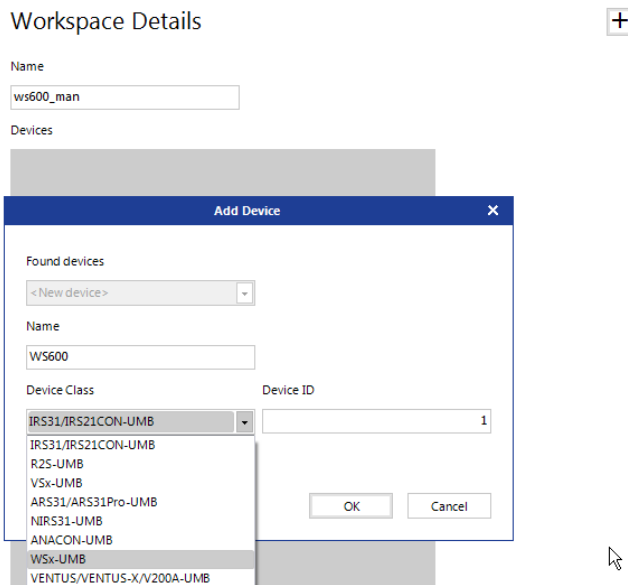 Workspace Details
+
Name
ws600_man
Devices
Add Device
Found devices
<New device>
Name
WS600
Device Class Device ID
IRS31/IRS21CON-UMB 1
IRS31/IRS21CON-UMB
R2S-UMB
VSx-UMB
ARS31/ARS31Pro-UMB
NIRS31-UMB
OK Cancel
ANACON-UMB
WSx-UMB
VENTUS/VENTUS-X/V200A-UMB